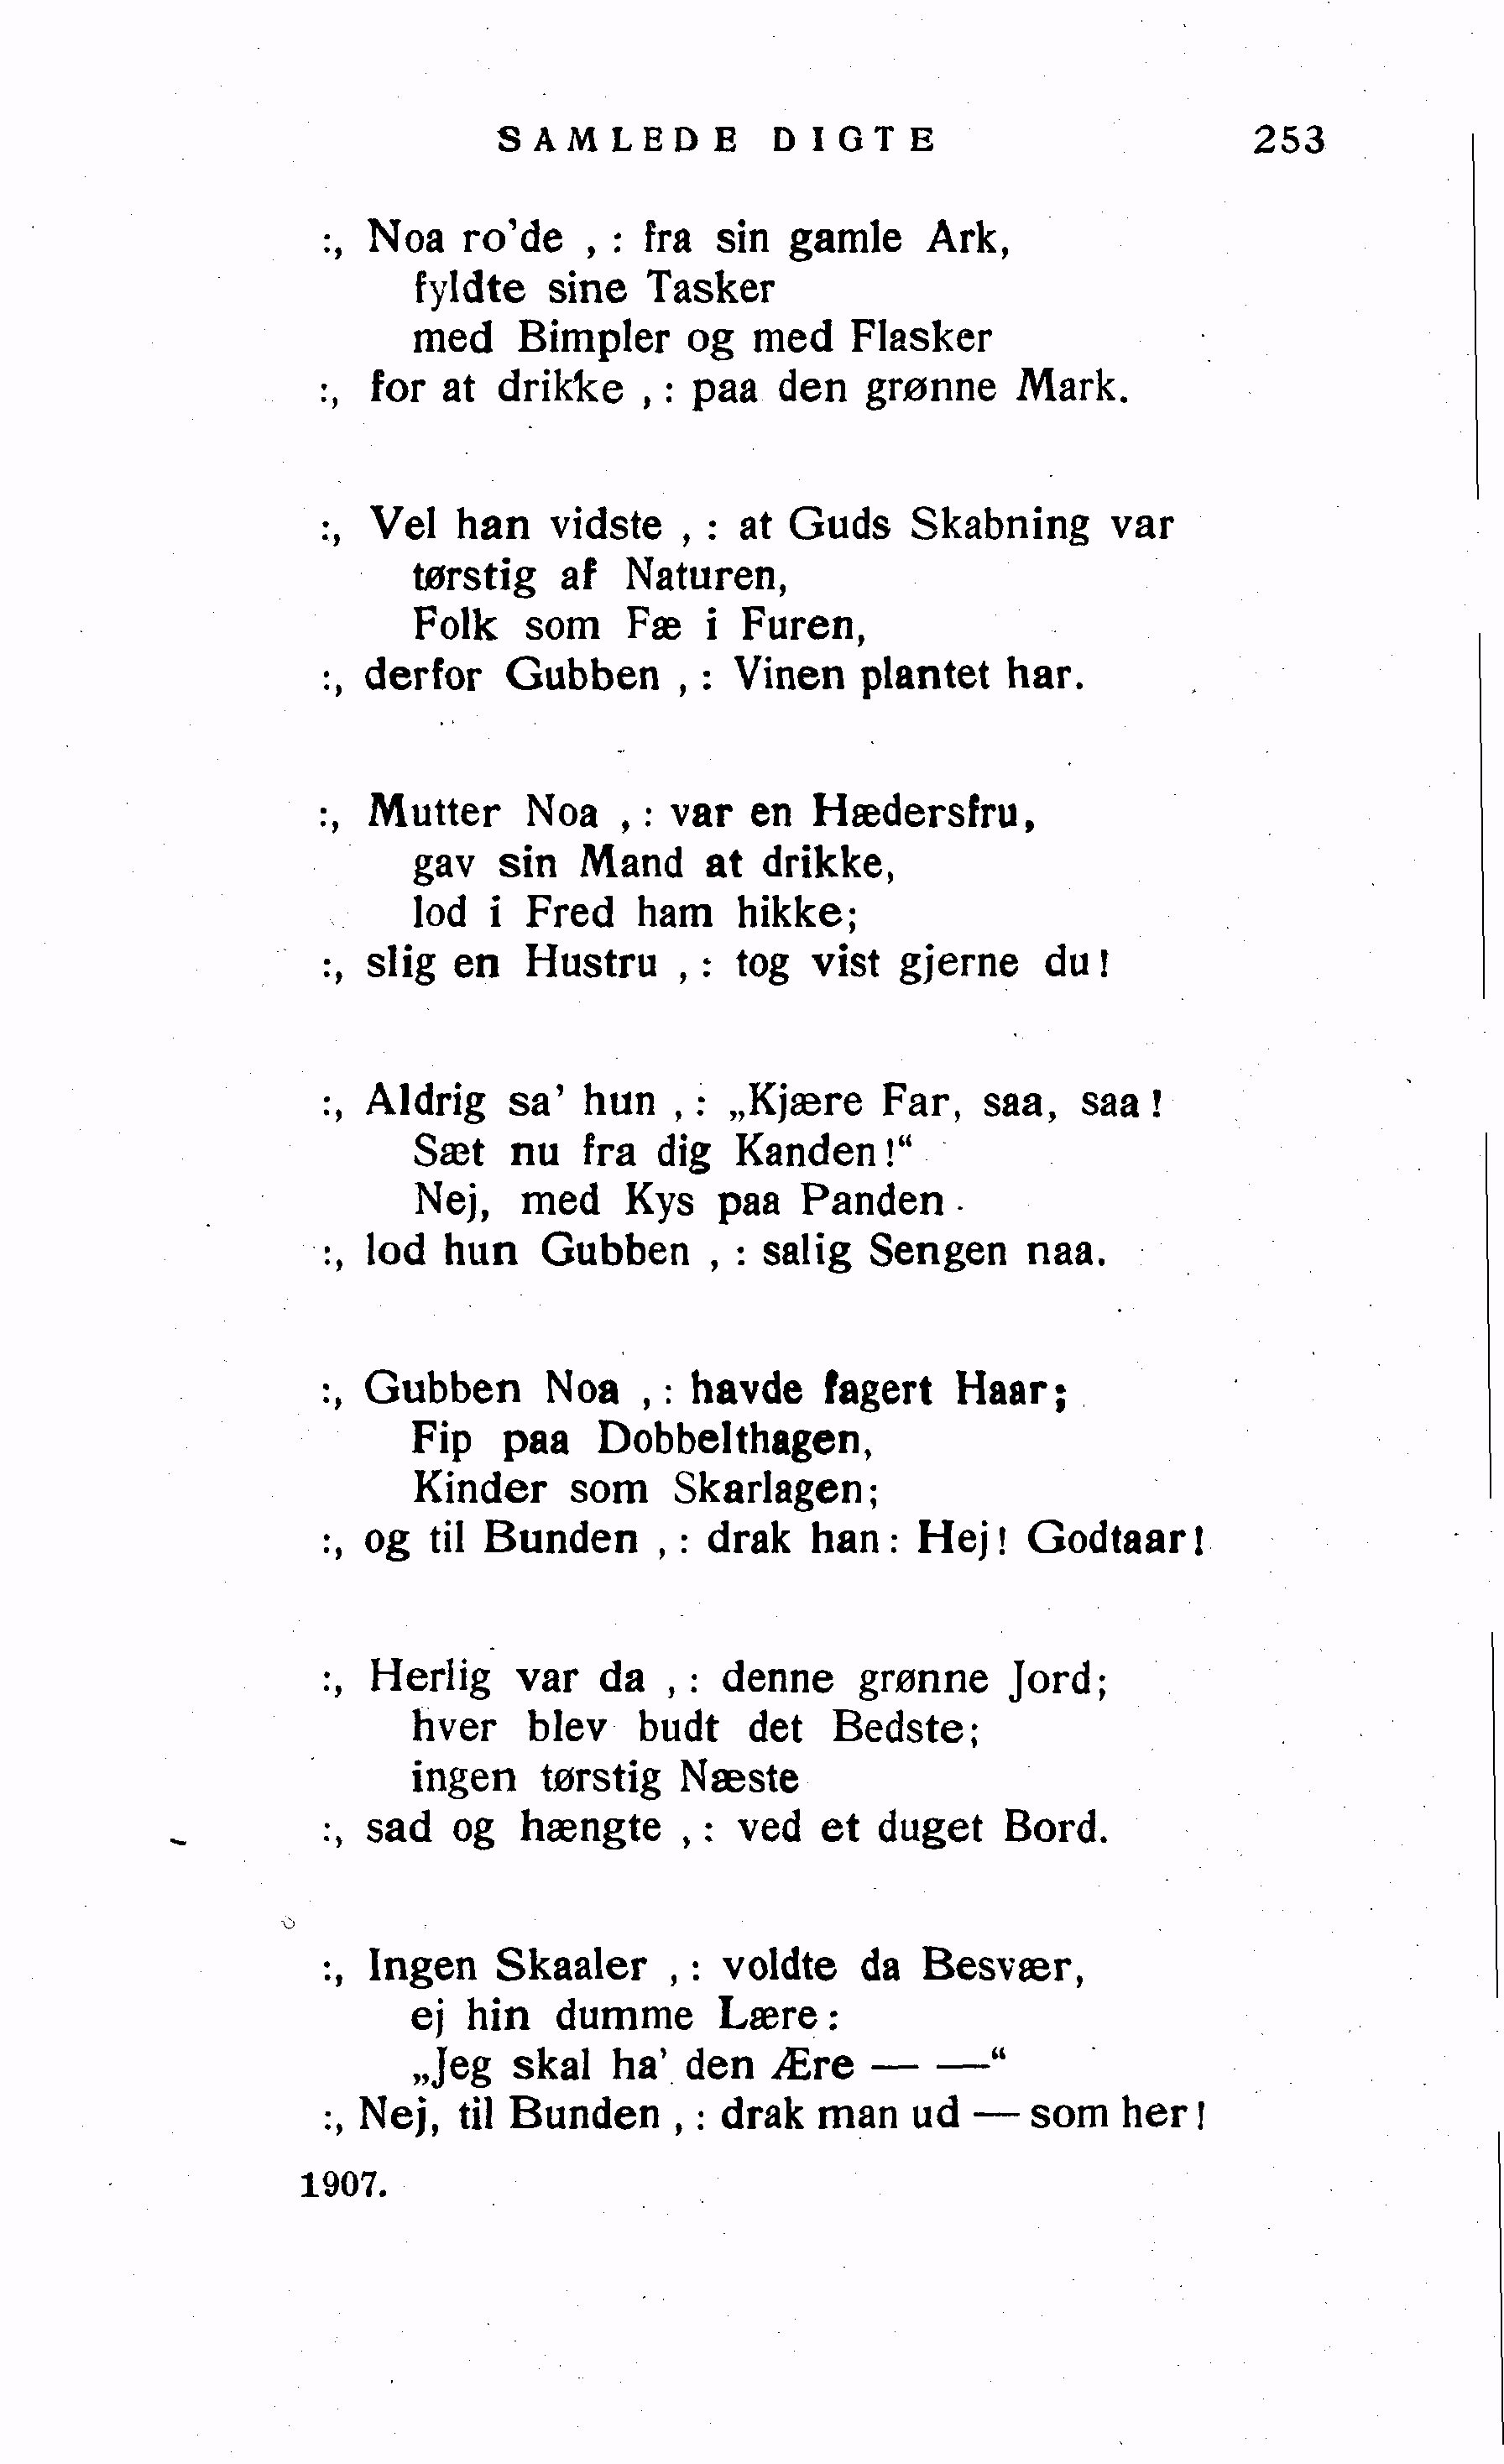 SAMLEDE DIGTE 253
:, Noa ro'de , : fra sin gamle Ark,
fyldte sine Tasker
med Bimpler og med Flasker
:, for at drikke , : paa den grønne Mark.
:, Vel han vidste , : at Guds Skabning var
tørstig af Naturen,
Folk som Fæ i Furen,
:, derfor Gubben , : Vinen plantet har.
:, Mutter Noa , : var en Hædersfru,
gav sin Mand at drikke,
lod i Fred ham hikke;
:, slig en Hustru , : tog vist gjerne du!
:, Aldrig sa' hun , : „Kjære Far, saa, saa!
Sæt nu fra dig Kanden!“
Nej, med Kys paa Panden.
:, lod hun Gubben , : salig Sengen naa.
:, Gubben Noa , : havde fagert Haar;
Fip paa Dobbelthagen,
Kinder som Skarlagen;
:, og til Bunden , : drak han: Hej! Godtaar!
:, Herlig var da , : denne grønne Jord;
hver blev budt det Bedste;
ingen tørstig Næste
:, sad og hængte , : ved et duget Bord.
:, Ingen Skaaler , : voldte da Besvær,
ej hin dumme Lære:
„Jeg skal ha' den Ære — —“
:, Nej, til Bunden , : drak man ud — som her!
1907.